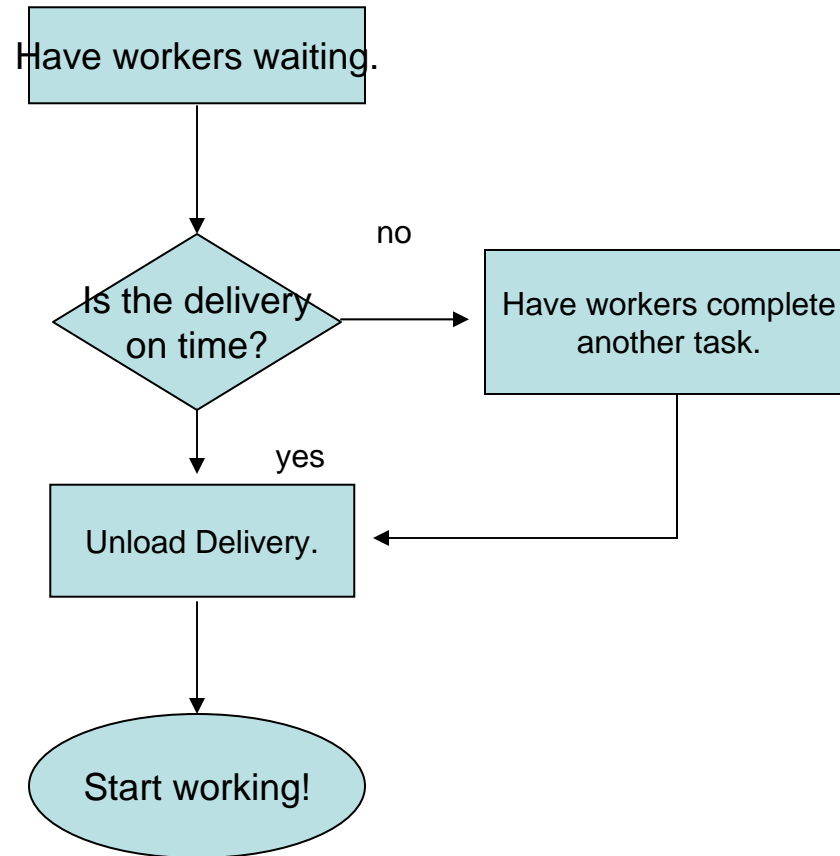 Have workers waiting.
no
Is the delivery
on time?
Have workers complete
another task.
yes
Unload Delivery.
Start working!